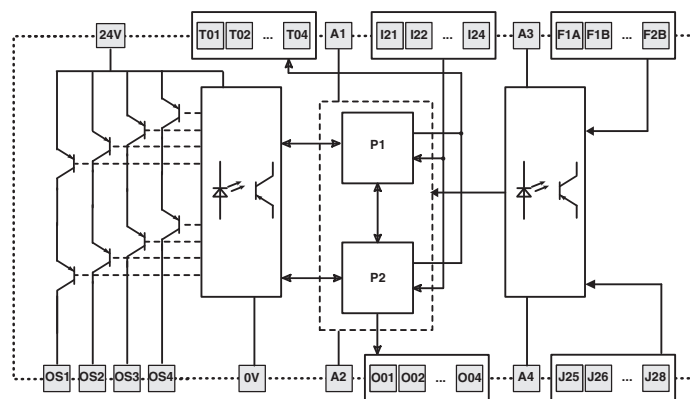 24V T01 T02 ... T04 A1 I21 I22 ... I24 A3 F1A F1B ... F2B
P1
P2
OS1 OS2 OS3 OS4 0V A2 O01 O02 ... O04 A4 J25 J26 ... J28